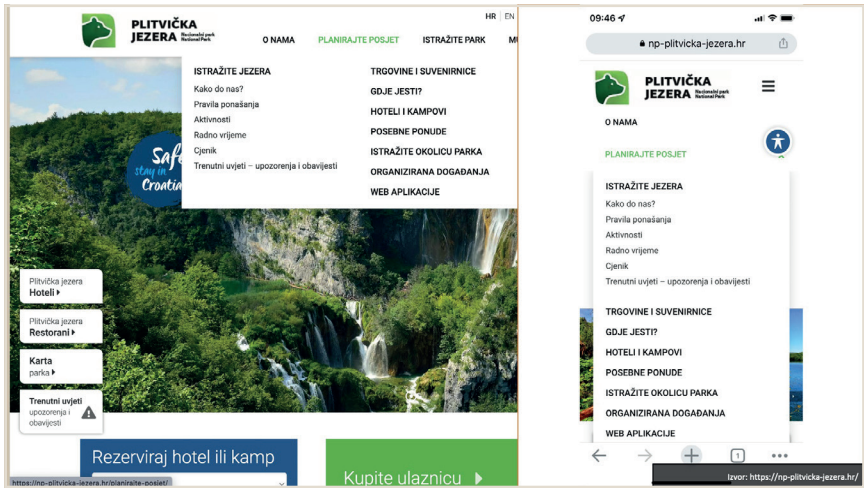 PLITVIČKA
JEZERA Nacionalni park
National Park
HR EN
O NAMA PLANIRAJTE POSJET ISTRAŽITE PARK
ISTRAŽITE JEZERA
Kako do nas?
Pravila ponašanja
Aktivnosti
Radno vrijeme
Cjenik
Trenutni uvjeti – upozorenja i obavijesti
TRGOVINE I SUVENIRNICE
GDJE JESTI?
HOTELI I KAMPOVI
POSEBNE PONUDE
ISTRAŽITE OKOLICU PARKA
ORGANIZIRANA DOGAĐANJA
WEB APLIKACIJE
Safe
stay in
Croatia
Plitvička jezera
Hoteli
Plitvička jezera
Restorani
Karta
parka
Trenutni uvjeti
upozorenja i
obavijesti
Rezerviraj hotel ili kamp
Kupite ulaznicu
https://np-plitvicka-jezera.hr/planirajte-posjet/
09:46
np-plitvicka-jezera.hr
PLITVIČKA
JEZERA Nacionalni park
National Park
O NAMA
PLANIRAJTE POSJET
ISTRAŽITE JEZERA
Kako do nas?
Pravila ponašanja
Aktivnosti
Radno vrijeme
Cjenik
Trenutni uvjeti – upozorenja i obavijesti
TRGOVINE I SUVENIRNICE
GDJE JESTI?
HOTELI I KAMPOVI
POSEBNE PONUDE
ISTRAŽITE OKOLICU PARKA
ORGANIZIRANA DOGAĐANJA
WEB APLIKACIJE
1
Izvor: https://np-plitvicka-jezera.hr/